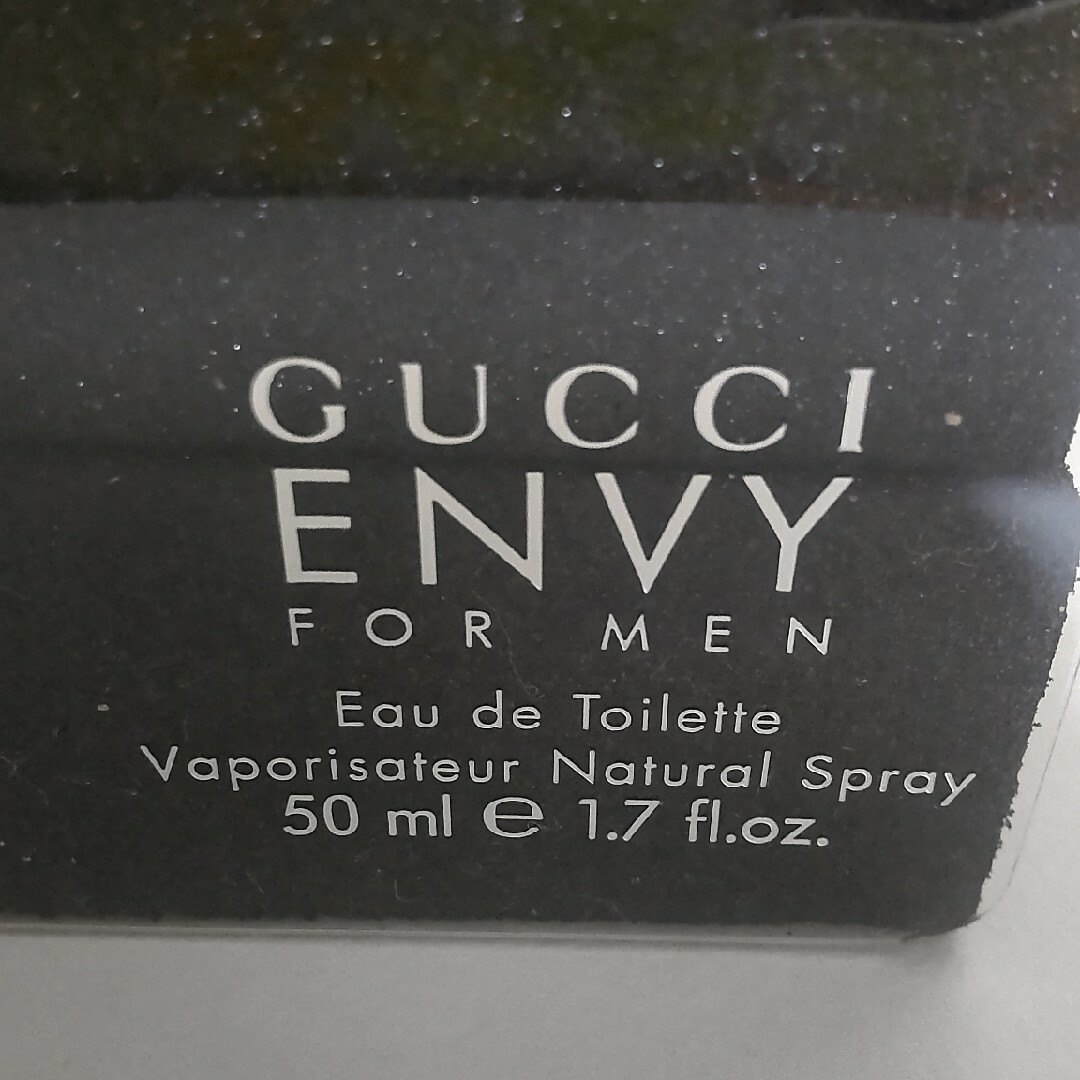 GUCCI
ENVY
FOR MEN
Eau de Toilette
Vaporisateur Natural Spray
50 ml ℮ 1.7 fl.oz.